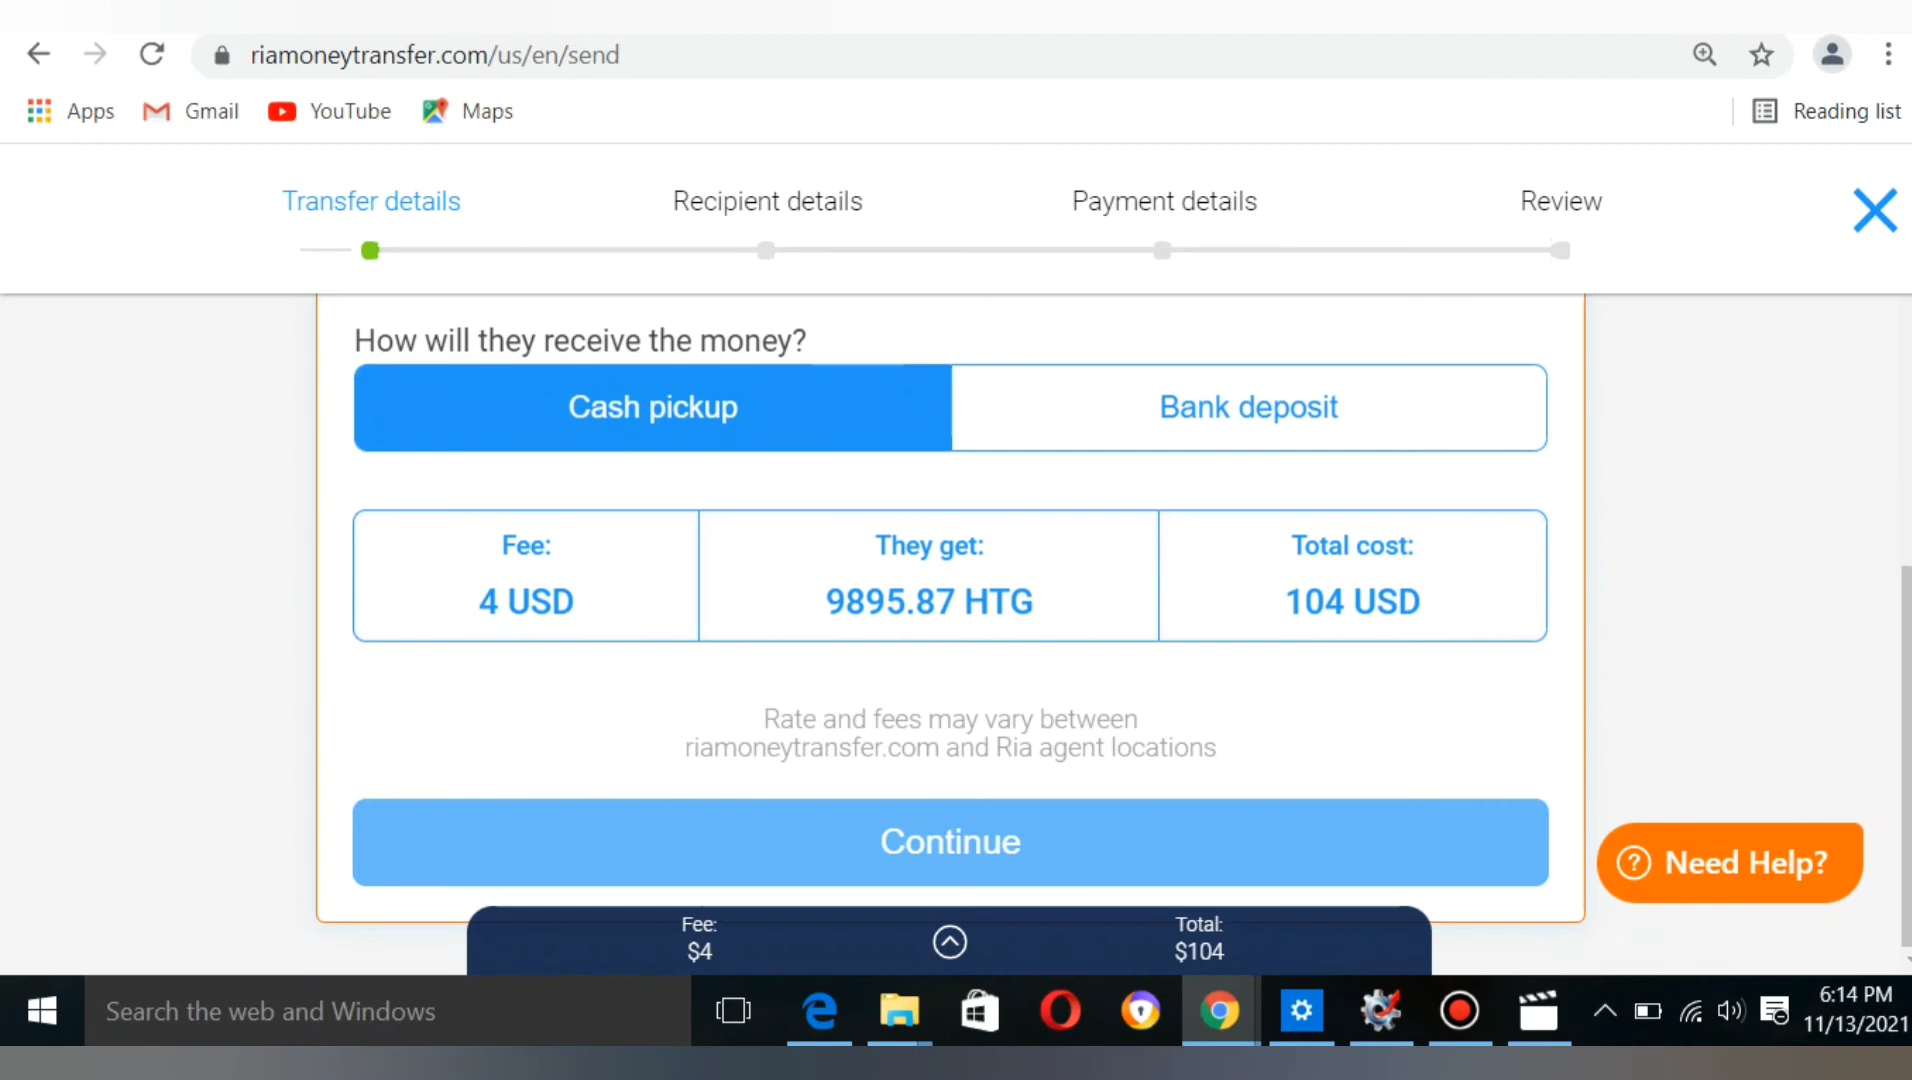 riamoneytransfer.com/us/en/send
Apps Gmail YouTube Maps Reading list
Transfer details Recipient details Payment details Review
How will they receive the money?
Cash pickup Bank deposit
Fee: They get: Total cost:
4 USD 9895.87 HTG 104 USD
Rate and fees may vary between
riamoneytransfer.com and Ria agent locations
Continue
? Need Help?
Fee: Total:
$4 $104
Search the web and Windows
6:14 PM
11/13/2021